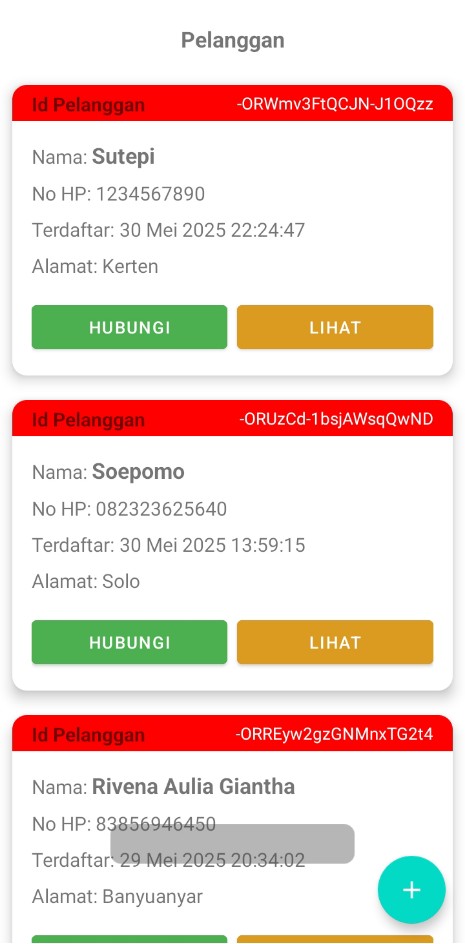 Pelanggan
Id Pelanggan -ORWmv3FtQCJN-J1OQzz
Nama: Sutepi
No HP: 1234567890
Terdaftar: 30 Mei 2025 22:24:47
Alamat: Kerten
HUBUNGI LIHAT
Id Pelanggan -ORUzCd-1bsjAWsqQwND
Nama: Soepomo
No HP: 082323625640
Terdaftar: 30 Mei 2025 13:59:15
Alamat: Solo
HUBUNGI LIHAT
Id Pelanggan -ORREyw2gzGNMnxTG2t4
Nama: Rivena Aulia Giantha
No HP: 83856946450
Terdaftar: 29 Mei 2025 20:34:02
Alamat: Banyuanyar
+